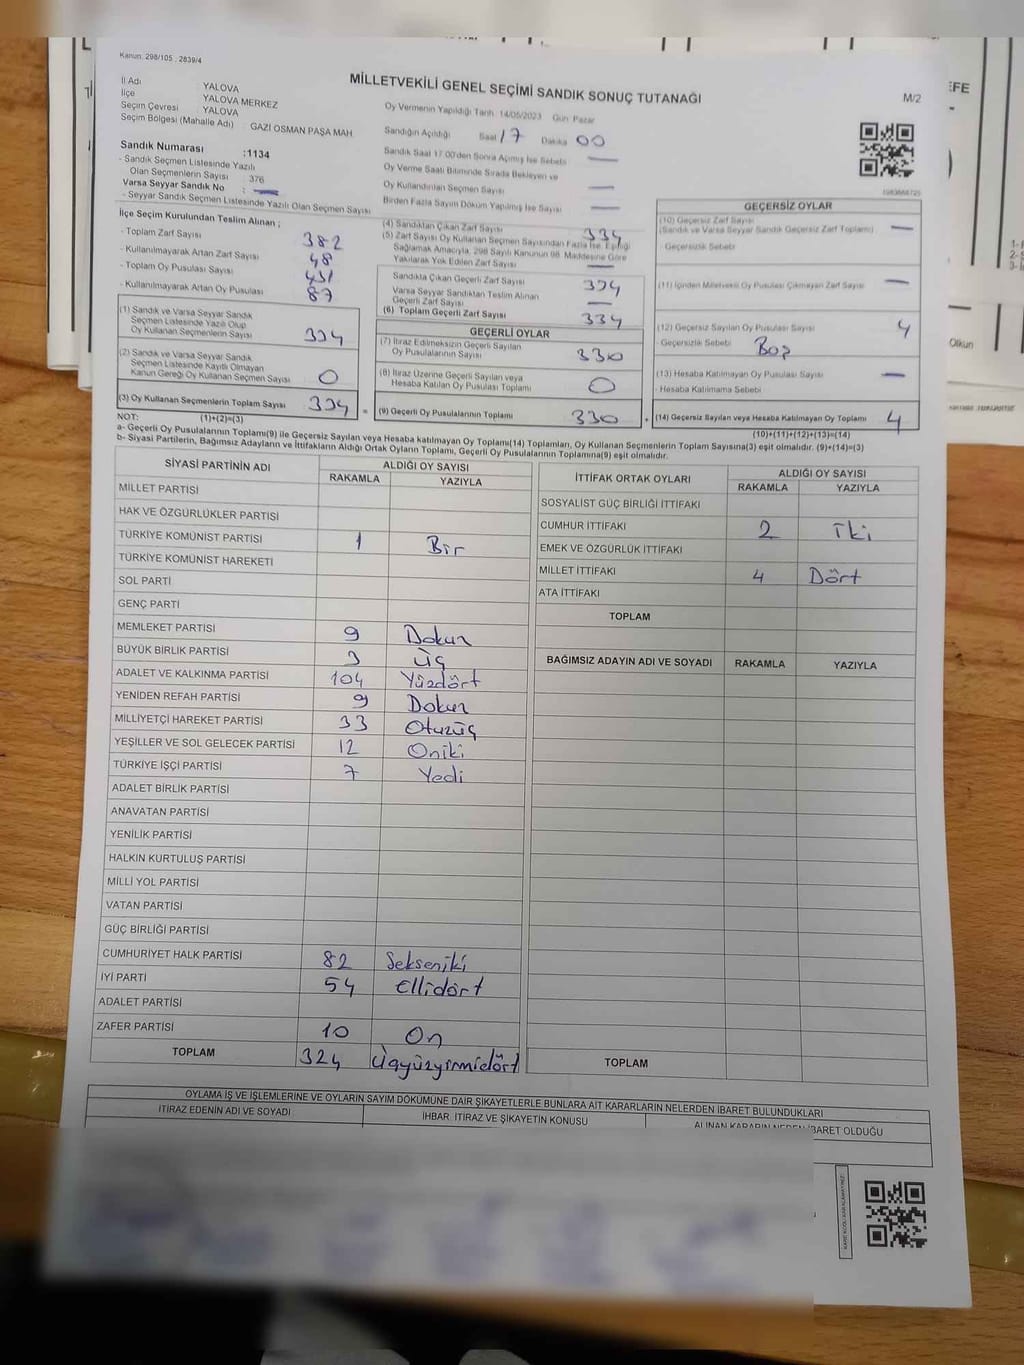 Kanun: 298/105 : 2839/4
MİLLETVEKİLİ GENEL SEÇİMİ SANDIK SONUÇ TUTANAĞI
M/2
İl Adı : YALOVA
İlçe YALOVA MERKEZ
Seçim Çevresi : YALOVA
Seçim Bölgesi (Mahalle Adı) : GAZİ OSMAN PAŞA MAH
Sandık Numarası :1134
- Sandık Seçmen Listesinde Yazılı
Olan Seçmenlerin Sayısı : 376
Varsa Seyyar Sandık No : —
- Seyyar Sandık Seçmen Listesinde Yazılı Olan Seçmen Sayısı
Oy Vermenin Yapıldığı Tarih: 14/05/2023 Gün: Pazar
Sandığın Açıldığı Saat 17 Dakika 00
Sandık Saat 17.00'den Sonra Açılmış İse Sebebi —
Oy Verme Saati Bitiminde Sırada Bekleyen ve
Oy Kullandırılan Seçmen Sayısı —
Birden Fazla Sayım Döküm Yapılmış İse Sayısı —
İlçe Seçim Kurulundan Teslim Alınan ;
- Toplam Zarf Sayısı 382
- Kullanılmayarak Artan Zarf Sayısı 48
- Toplam Oy Pusulası Sayısı 431
- Kullanılmayarak Artan Oy Pusulası 87
(1) Sandık ve Varsa Seyyar Sandık
Seçmen Listesinde Yazılı Olup
Oy Kullanan Seçmenlerin Sayısı 334
(2) Sandık ve Varsa Seyyar Sandık
Seçmen Listesinde Kayıtlı Olmayan
Kanun Gereği Oy Kullanan Seçmen Sayısı 0
(3) Oy Kullanan Seçmenlerin Toplam Sayısı 334 =
(4) Sandıktan Çıkan Zarf Sayısı 334
(5) Zarf Sayısı Oy Kullanan Seçmen Sayısından Fazla İse, Eşitliği
Sağlamak Amacıyla, 298 Sayılı Kanunun 98. Maddesine Göre
Yakılarak Yok Edilen Zarf Sayısı —
Sandıkta Çıkan Geçerli Zarf Sayısı 334
Varsa Seyyar Sandıktan Teslim Alınan
Geçerli Zarf Sayısı —
(6) Toplam Geçerli Zarf Sayısı 334
GEÇERLİ OYLAR
(7) İtiraz Edilmeksizin Geçerli Sayılan
Oy Pusulalarının Sayısı 330
(8) İtiraz Üzerine Geçerli Sayılan veya
Hesaba Katılan Oy Pusulası Toplamı 0
(9) Geçerli Oy Pusulalarının Toplamı 330 +
GEÇERSİZ OYLAR
(10) Geçersiz Zarf Sayısı —
(Sandık ve Varsa Seyyar Sandık Geçersiz Zarf Toplamı)
- Geçersizlik Sebebi
(11) İçinden Milletvekili Oy Pusulası Çıkmayan Zarf Sayısı —
(12) Geçersiz Sayılan Oy Pusulası Sayısı 4
- Geçersizlik Sebebi Boş
(13) Hesaba Katılmayan Oy Pusulası Sayısı —
- Hesaba Katılmama Sebebi
(14) Geçersiz Sayılan veya Hesaba Katılmayan Oy Toplamı 4
NOT: (1)+(2)=(3)
(10)+(11)+(12)+(13)=(14)
a- Geçerli Oy Pusulalarının Toplamı(9) ile Geçersiz Sayılan veya Hesaba Katılmayan Oy Toplamı(14) Toplamları, Oy Kullanan Seçmenlerin Toplam Sayısına(3) eşit olmalıdır. (9)+(14)=(3)
b- Siyasi Partilerin, Bağımsız Adayların ve İttifakların Aldığı Ortak Oyların Toplamı, Geçerli Oy Pusulalarının Toplamına(9) eşit olmalıdır.
SİYASİ PARTİNİN ADI ALDIĞI OY SAYISI
RAKAMLA YAZIYLA
MİLLET PARTİSİ
HAK VE ÖZGÜRLÜKLER PARTİSİ
TÜRKİYE KOMÜNİST PARTİSİ 1 Bir
TÜRKİYE KOMÜNİST HAREKETİ
SOL PARTİ
GENÇ PARTİ
MEMLEKET PARTİSİ 9 Dokuz
BÜYÜK BİRLİK PARTİSİ 3 Üç
ADALET VE KALKINMA PARTİSİ 104 Yüzdört
YENİDEN REFAH PARTİSİ 9 Dokuz
MİLLİYETÇİ HAREKET PARTİSİ 33 Otuzüç
YEŞİLLER VE SOL GELECEK PARTİSİ 12 Oniki
TÜRKİYE İŞÇİ PARTİSİ 7 Yedi
ADALET BİRLİK PARTİSİ
ANAVATAN PARTİSİ
YENİLİK PARTİSİ
HALKIN KURTULUŞ PARTİSİ
MİLLİ YOL PARTİSİ
VATAN PARTİSİ
GÜÇ BİRLİĞİ PARTİSİ
CUMHURİYET HALK PARTİSİ 82 Sekseniki
İYİ PARTİ 54 Ellidört
ADALET PARTİSİ
ZAFER PARTİSİ 10 On
TOPLAM 324 Üçyüzyirmidört
İTTİFAK ORTAK OYLARI ALDIĞI OY SAYISI
RAKAMLA YAZIYLA
SOSYALİST GÜÇ BİRLİĞİ İTTİFAKI
CUMHUR İTTİFAKI 2 İki
EMEK VE ÖZGÜRLÜK İTTİFAKI
MİLLET İTTİFAKI 4 Dört
ATA İTTİFAKI
TOPLAM
BAĞIMSIZ ADAYIN ADI VE SOYADI RAKAMLA YAZIYLA
TOPLAM
OYLAMA İŞ VE İŞLEMLERİNE VE OYLARIN SAYIM DÖKÜMÜNE DAİR ŞİKAYETLERLE BUNLARA AİT KARARLARIN NELERDEN İBARET BULUNDUKLARI
İTİRAZ EDENİN ADI VE SOYADI İHBAR, İTİRAZ VE ŞİKAYETİN KONUSU ALINAN KARARIN NEDEN İBARET OLDUĞU
Olkun